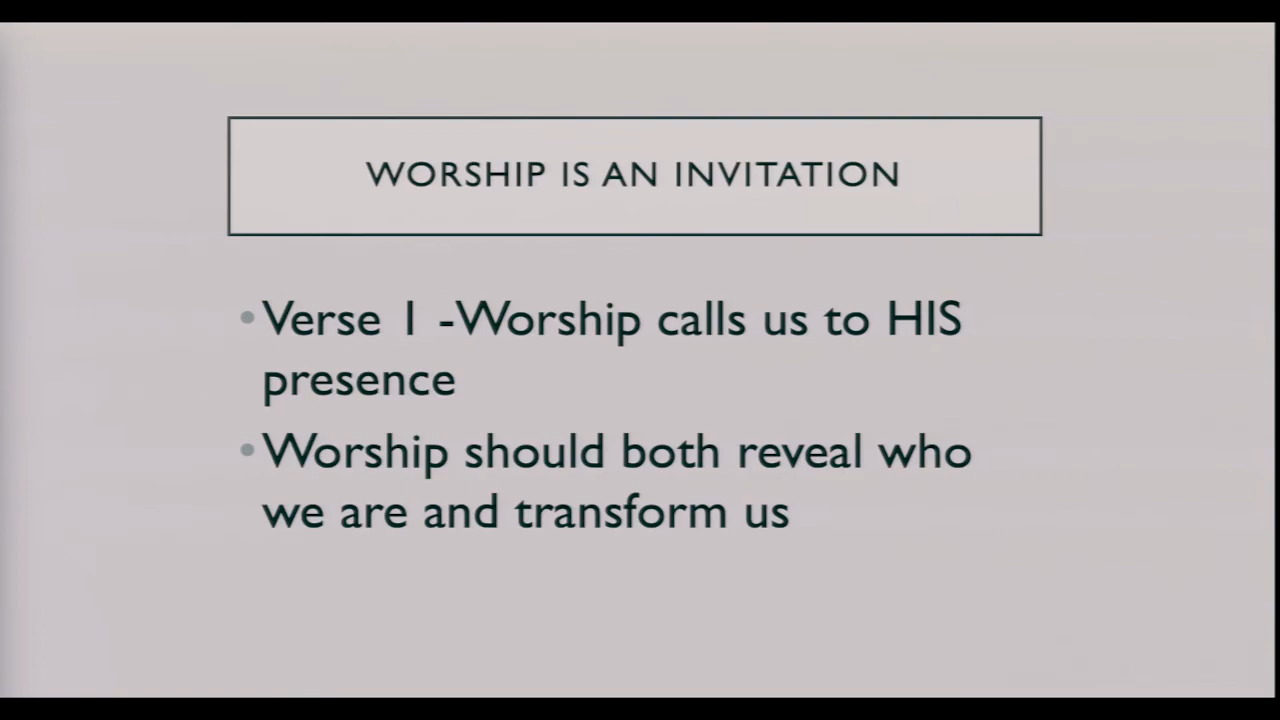 WORSHIP IS AN INVITATION
• Verse 1 -Worship calls us to HIS
presence
• Worship should both reveal who
we are and transform us